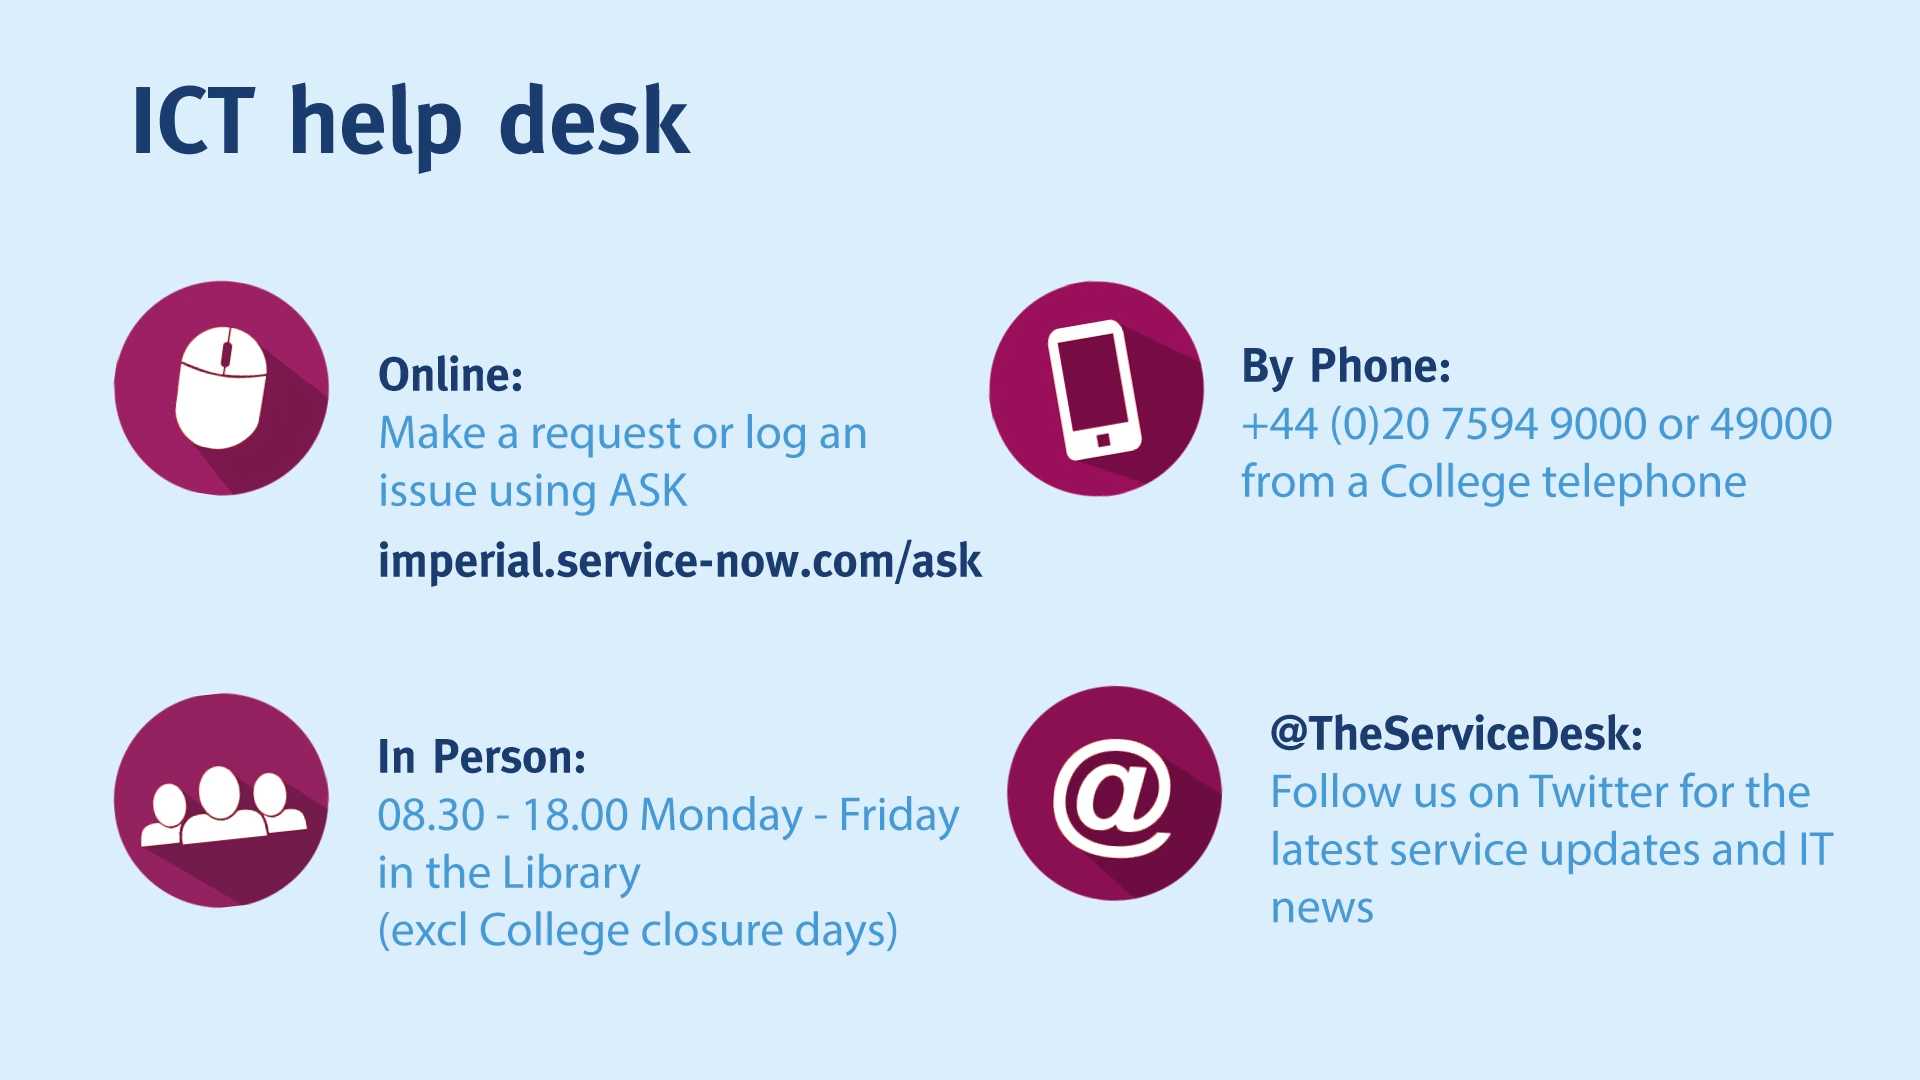 ICT help desk
Online:
Make a request or log an
issue using ASK
imperial.service-now.com/ask
By Phone:
+44 (0)20 7594 9000 or 49000
from a College telephone
In Person:
08.30 - 18.00 Monday - Friday
in the Library
(excl College closure days)
@
@TheServiceDesk:
Follow us on Twitter for the
latest service updates and IT
news